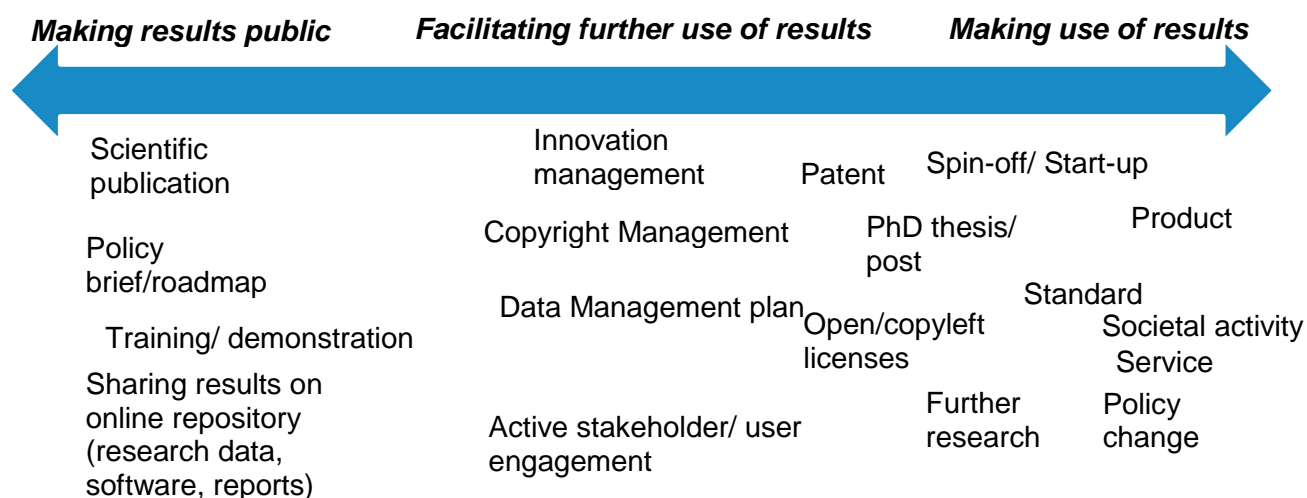 Making results public
Facilitating further use of results
Making use of results
Scientific
publication
Policy
brief/roadmap
Training/ demonstration
Sharing results on
online repository
(research data,
software, reports)
Innovation
management
Copyright Management
Data Management plan
Active stakeholder/ user
engagement
Patent
PhD thesis/
post
Open/copyleft
licenses
Spin-off/ Start-up
Product
Standard
Societal activity
Service
Further
research
Policy
change